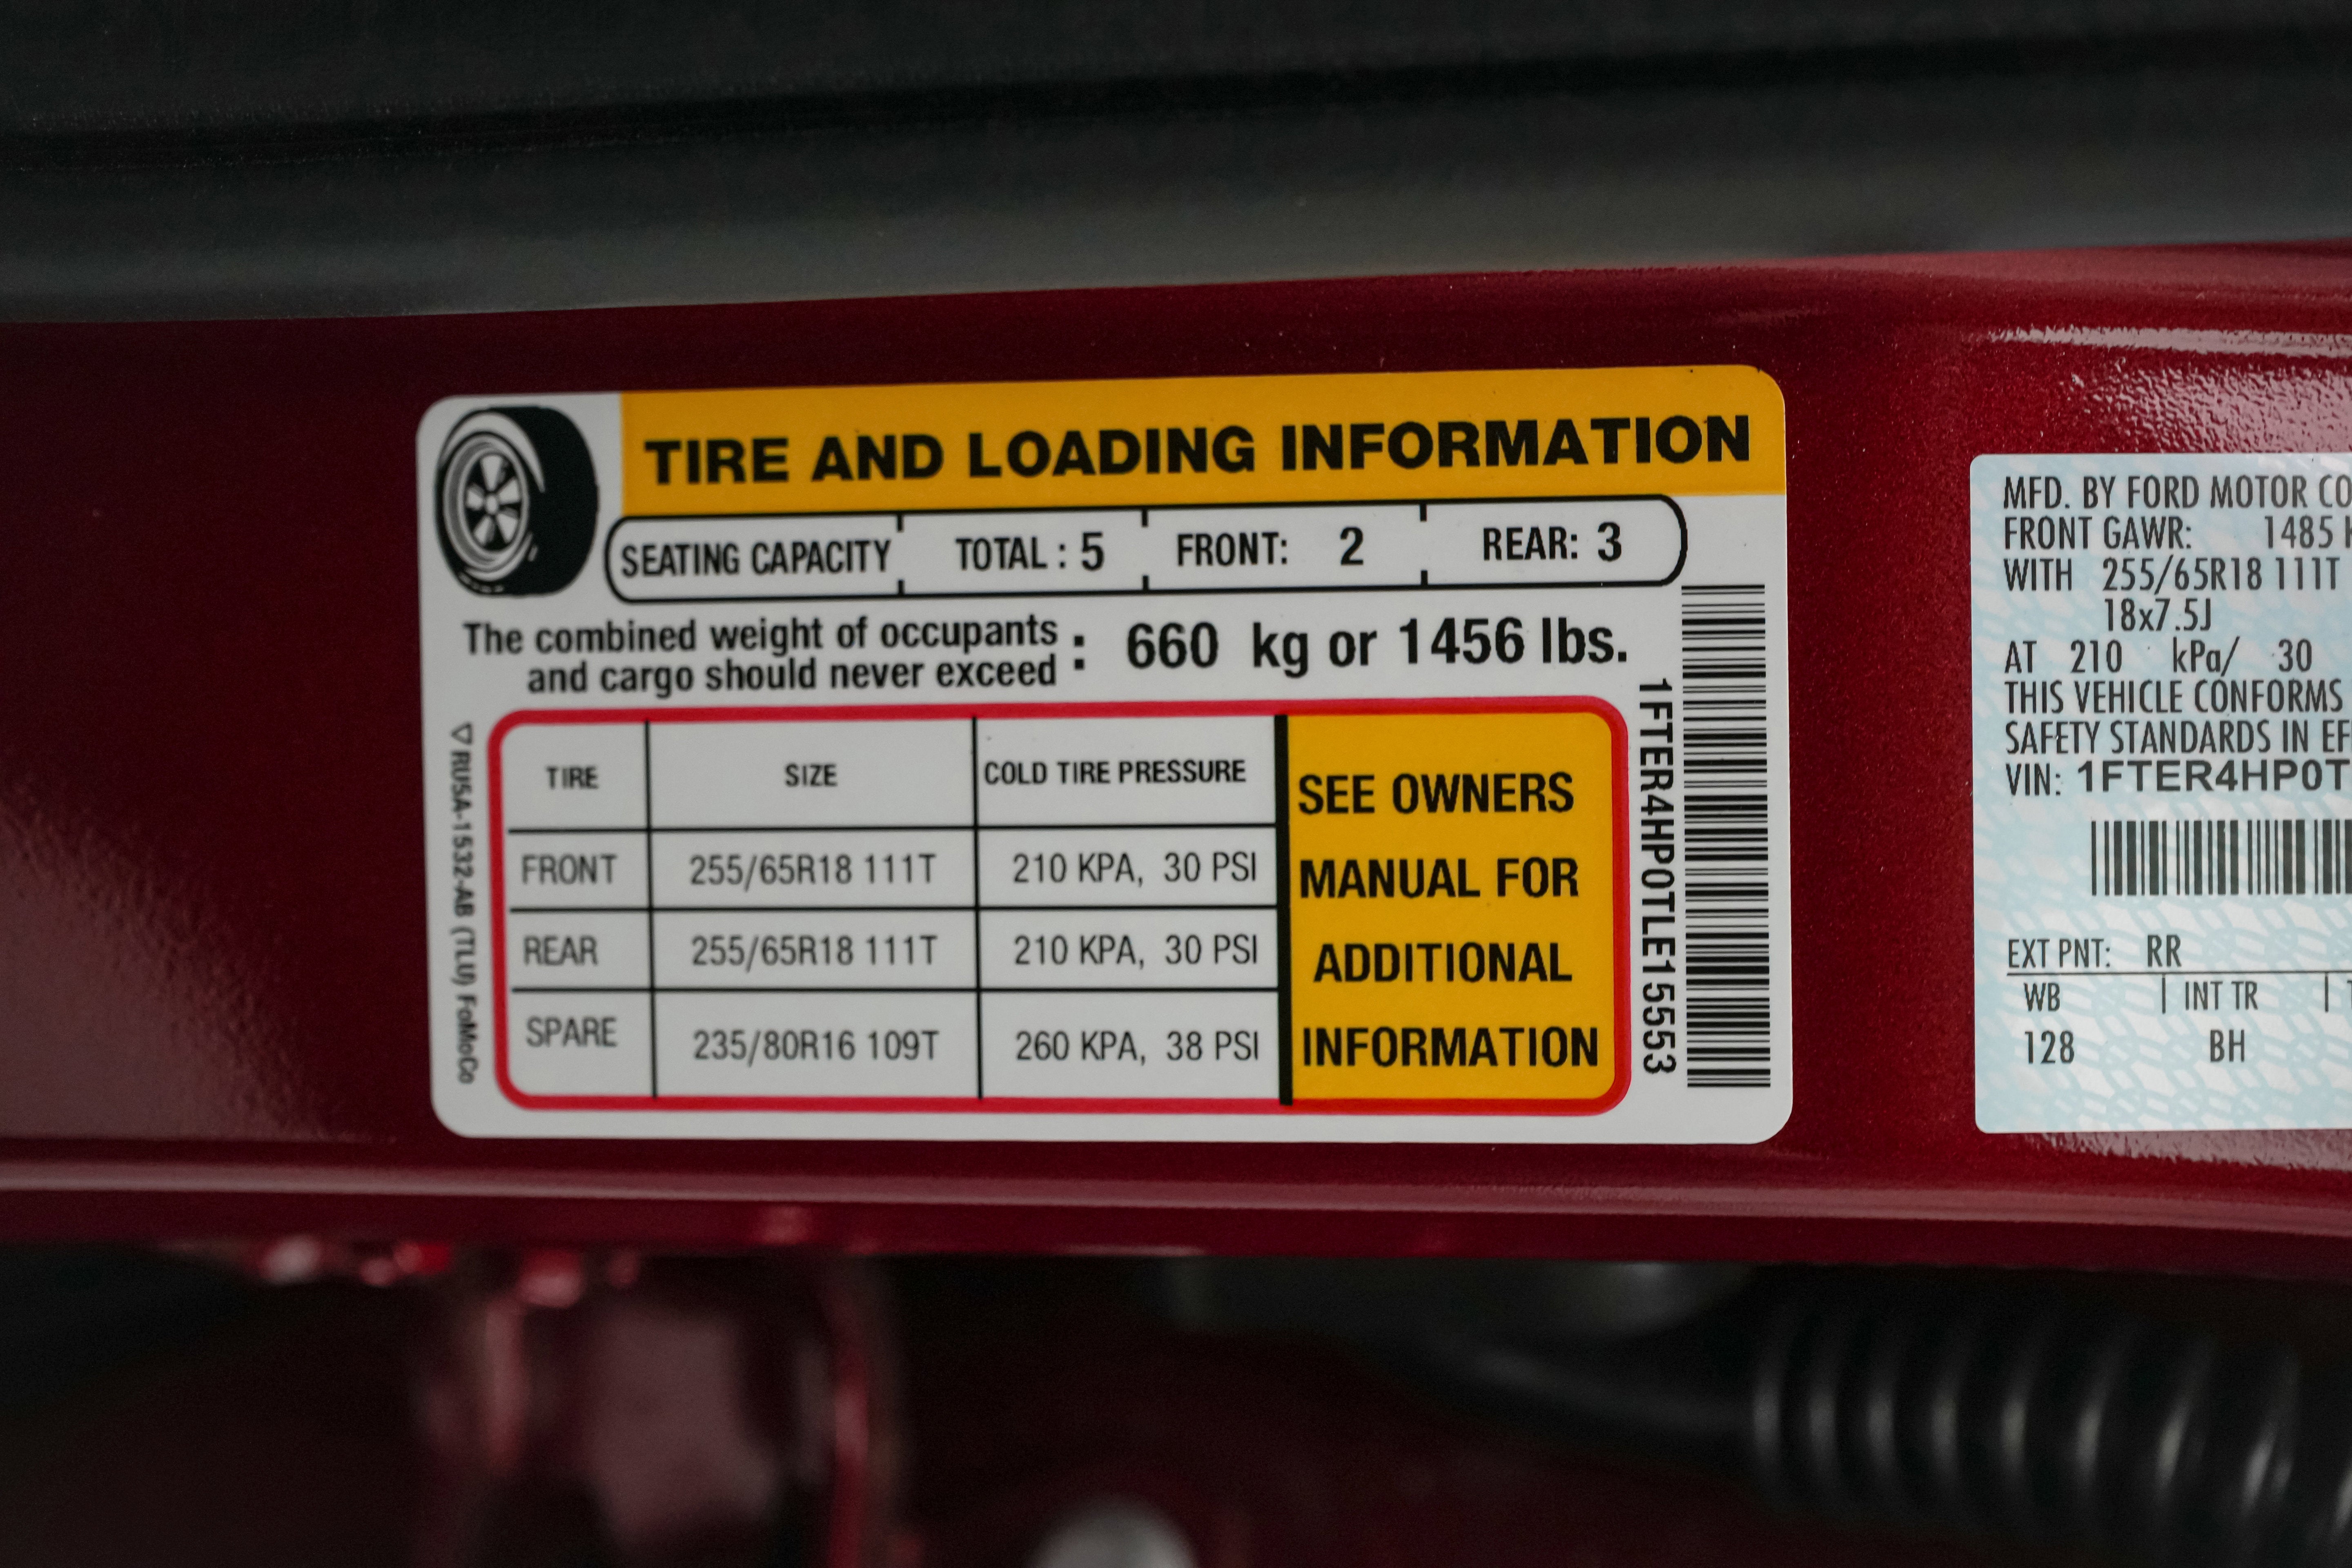 TIRE AND LOADING INFORMATION
SEATING CAPACITY TOTAL : 5 FRONT: 2 REAR: 3
The combined weight of occupants
and cargo should never exceed : 660 kg or 1456 lbs.
TIRE SIZE COLD TIRE PRESSURE
FRONT 255/65R18 111T 210 KPA, 30 PSI
REAR 255/65R18 111T 210 KPA, 30 PSI
SPARE 235/80R16 109T 260 KPA, 38 PSI
SEE OWNERS
MANUAL FOR
ADDITIONAL
INFORMATION
RU5A-1532-AB (TLU) FoMoCo
1FTER4HP0TLE15553
MFD. BY FORD MOTOR CO
FRONT GAWR: 1485
WITH 255/65R18 111T
18x7.5J
AT 210 kPa/ 30
THIS VEHICLE CONFORMS
SAFETY STANDARDS IN
VIN: 1FTER4HP0T
EXT PNT: RR
WB INT TR
128 BH